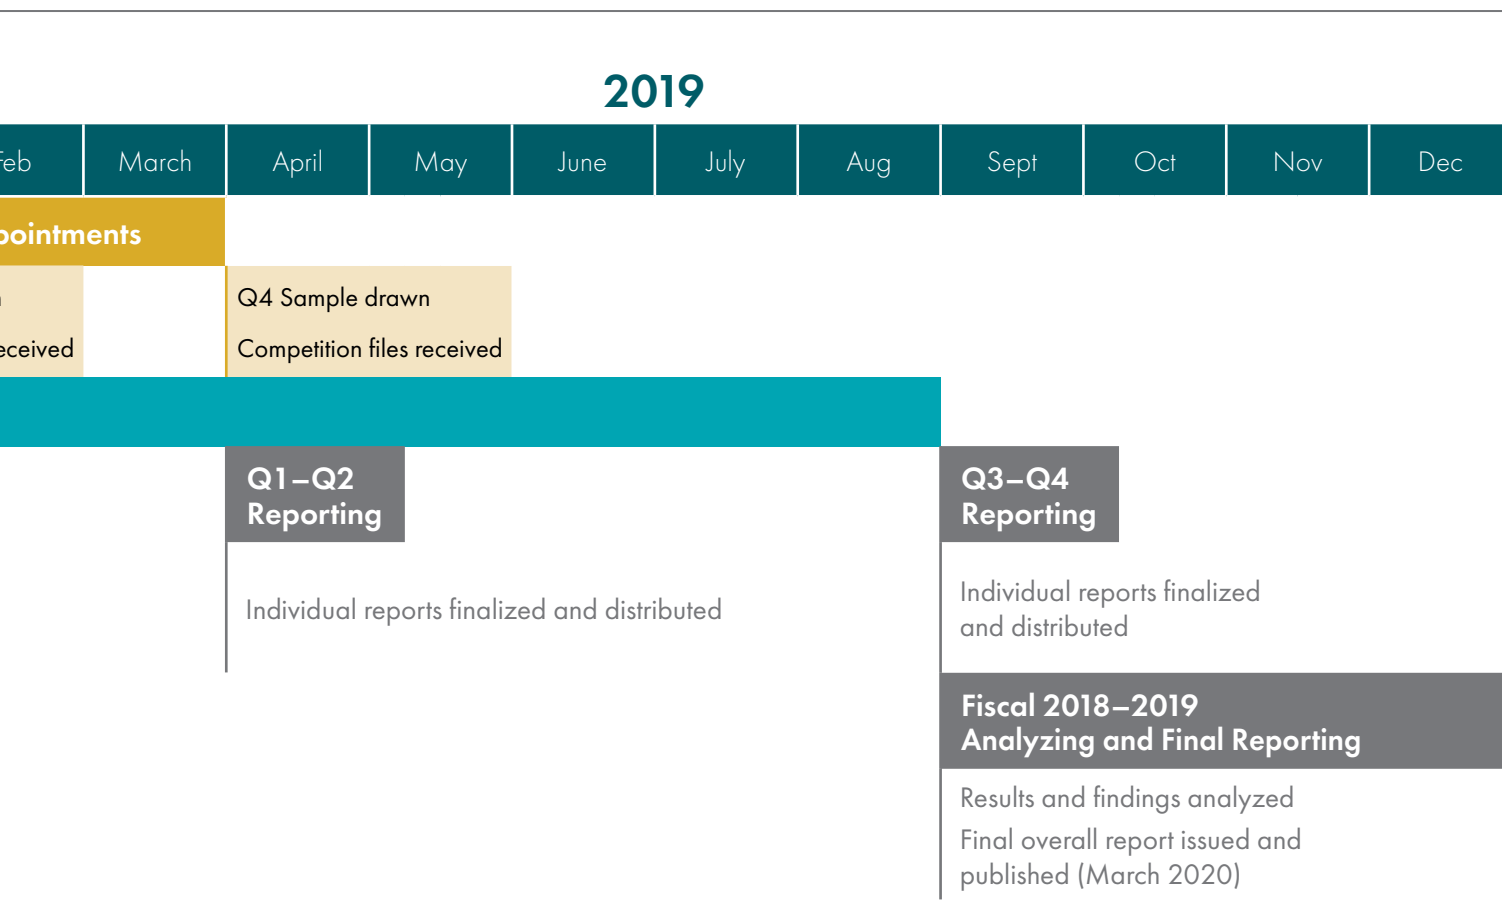 2019
March April May June July Aug Sept Oct Nov Dec
Q4 Sample drawn
Competition files received
Q1–Q2
Reporting
Individual reports finalized and distributed
Q3–Q4
Reporting
Individual reports finalized
and distributed
Fiscal 2018–2019
Analyzing and Final Reporting
Results and findings analyzed
Final overall report issued and
published (March 2020)